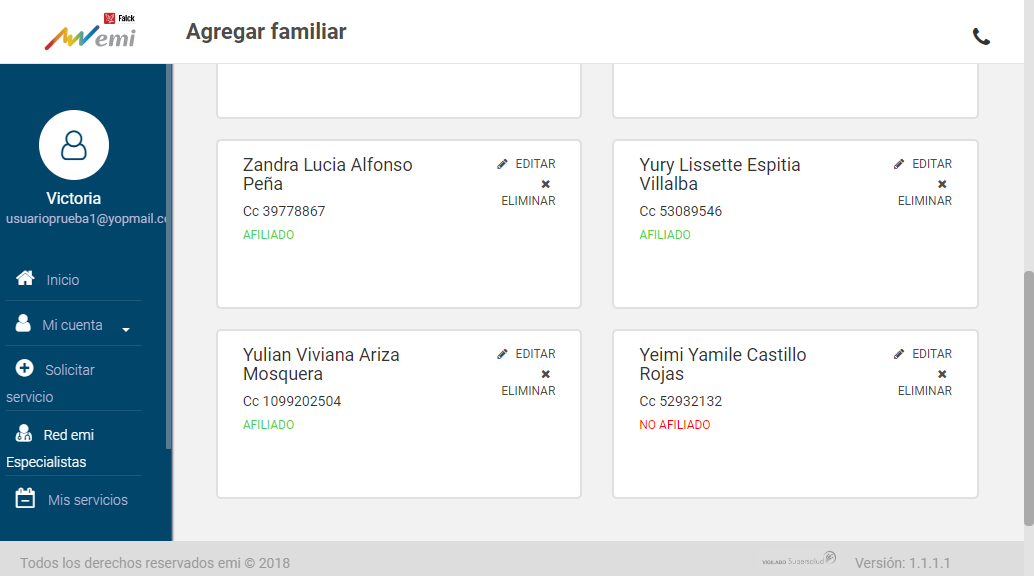 Falck
emi
Agregar familiar
Victoria
usuarioprueba1@yopmail.co
Inicio
Mi cuenta
Solicitar
servicio
Red emi
Especialistas
Mis servicios
Zandra Lucia Alfonso
Peña
Cc 39778867
AFILIADO
EDITAR
ELIMINAR
Yury Lissette Espitia
Villalba
Cc 53089546
AFILIADO
EDITAR
ELIMINAR
Yulian Viviana Ariza
Mosquera
Cc 1099202504
AFILIADO
EDITAR
ELIMINAR
Yeimi Yamile Castillo
Rojas
Cc 52932132
NO AFILIADO
EDITAR
ELIMINAR
Todos los derechos reservados emi © 2018
VIGILADO Supersalud
Versión: 1.1.1.1